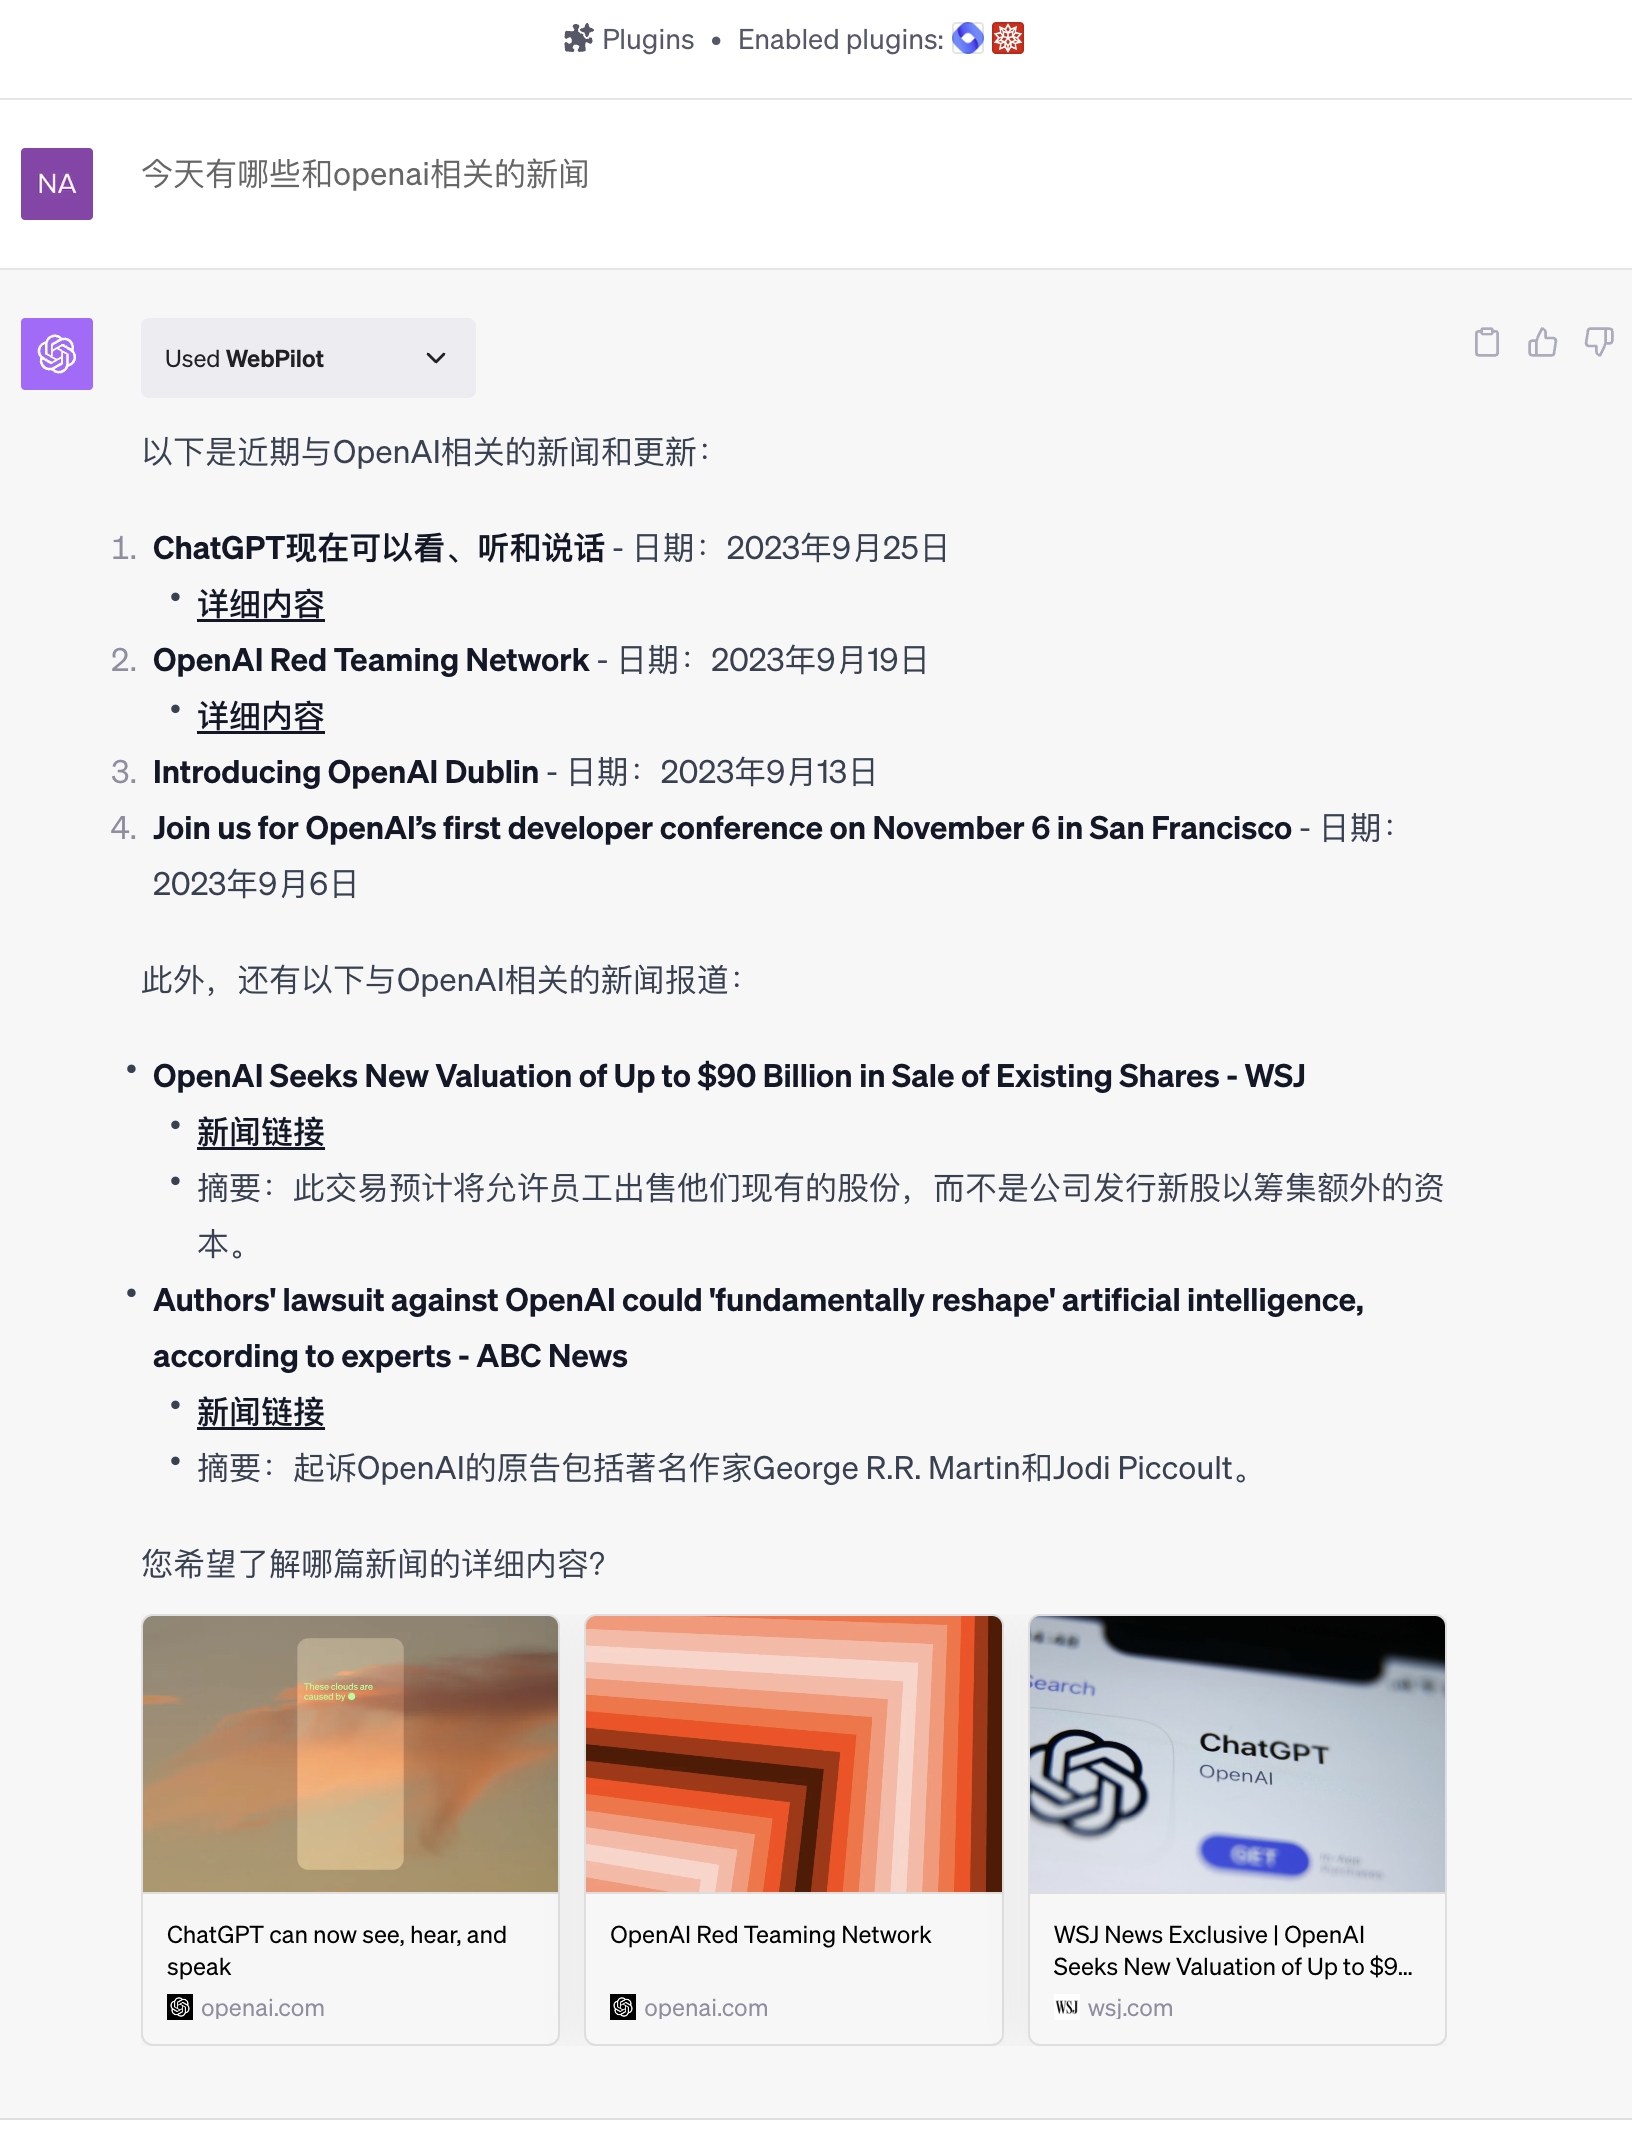 Plugins • Enabled plugins:
NA
今天有哪些和openai相关的新闻
Used WebPilot
以下是近期与OpenAI相关的新闻和更新：
1. ChatGPT现在可以看、听和说话 - 日期：2023年9月25日
• 详细内容
2. OpenAI Red Teaming Network - 日期：2023年9月19日
• 详细内容
3. Introducing OpenAI Dublin - 日期：2023年9月13日
4. Join us for OpenAI’s first developer conference on November 6 in San Francisco - 日期：
2023年9月6日
此外，还有以下与OpenAI相关的新闻报道：
• OpenAI Seeks New Valuation of Up to $90 Billion in Sale of Existing Shares - WSJ
• 新闻链接
• 摘要：此交易预计将允许员工出售他们现有的股份，而不是公司发行新股以筹集额外的资
本。
• Authors' lawsuit against OpenAI could 'fundamentally reshape' artificial intelligence,
according to experts - ABC News
• 新闻链接
• 摘要：起诉OpenAI的原告包括著名作家George R.R. Martin和Jodi Piccoult。
您希望了解哪篇新闻的详细内容?
These clouds are
caused by
Search
ChatGPT
OpenAI
GET
In-App
Purchases
ChatGPT can now see, hear, and
speak
openai.com
OpenAI Red Teaming Network
openai.com
WSJ News Exclusive | OpenAI
Seeks New Valuation of Up to $9...
WSJ wsj.com